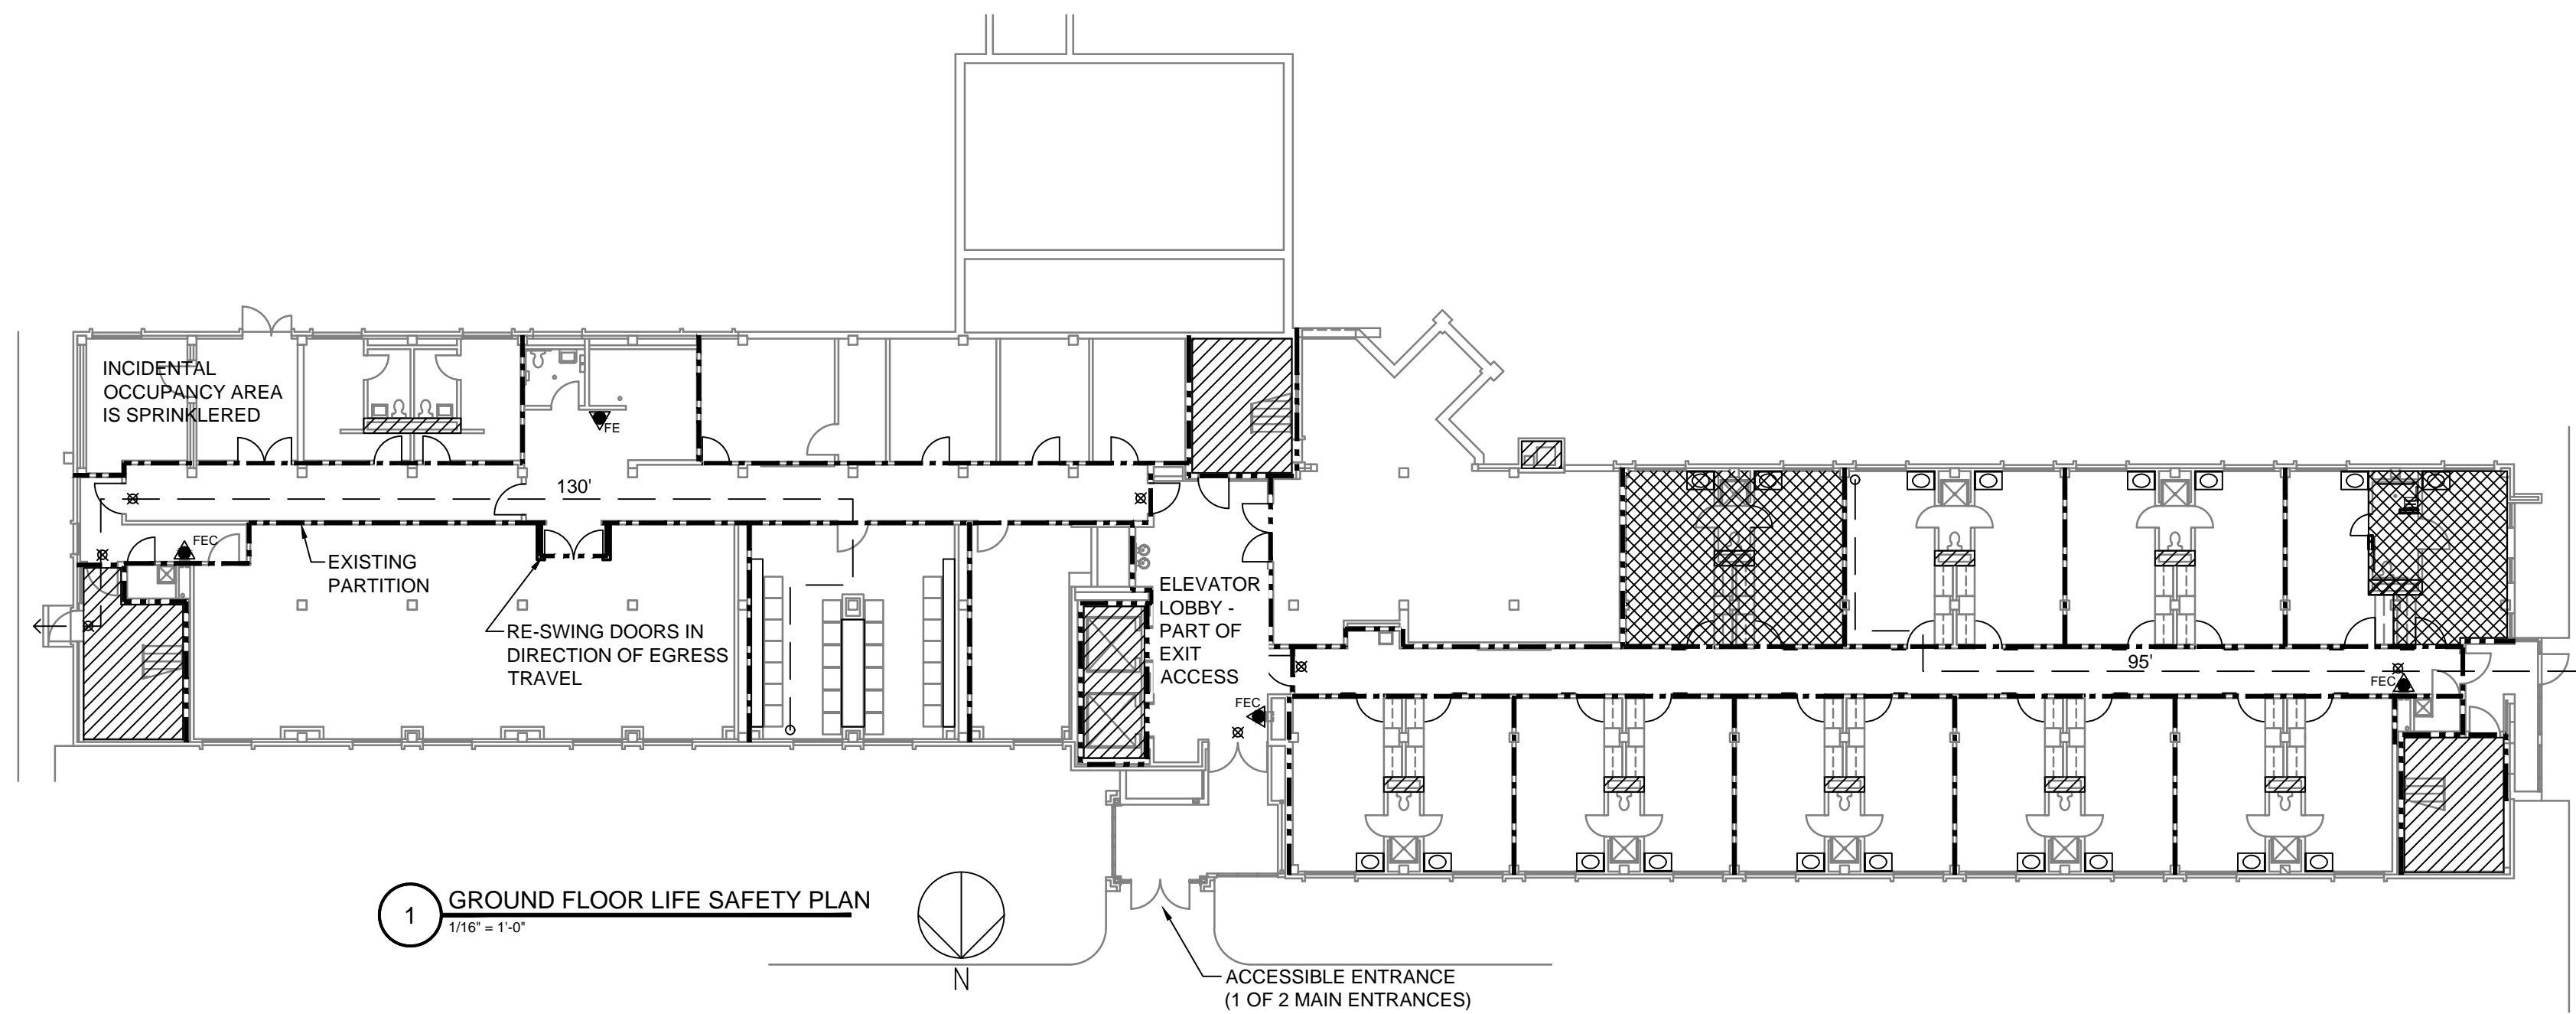 INCIDENTAL
OCCUPANCY AREA
IS SPRINKLERED
FE
130'
FEC
EXISTING
PARTITION
RE-SWING DOORS IN
DIRECTION OF EGRESS
TRAVEL
ELEVATOR
LOBBY -
PART OF
EXIT
ACCESS
FEC
95'
FEC
1
GROUND FLOOR LIFE SAFETY PLAN
1/16" = 1'-0"
N
ACCESSIBLE ENTRANCE
(1 OF 2 MAIN ENTRANCES)